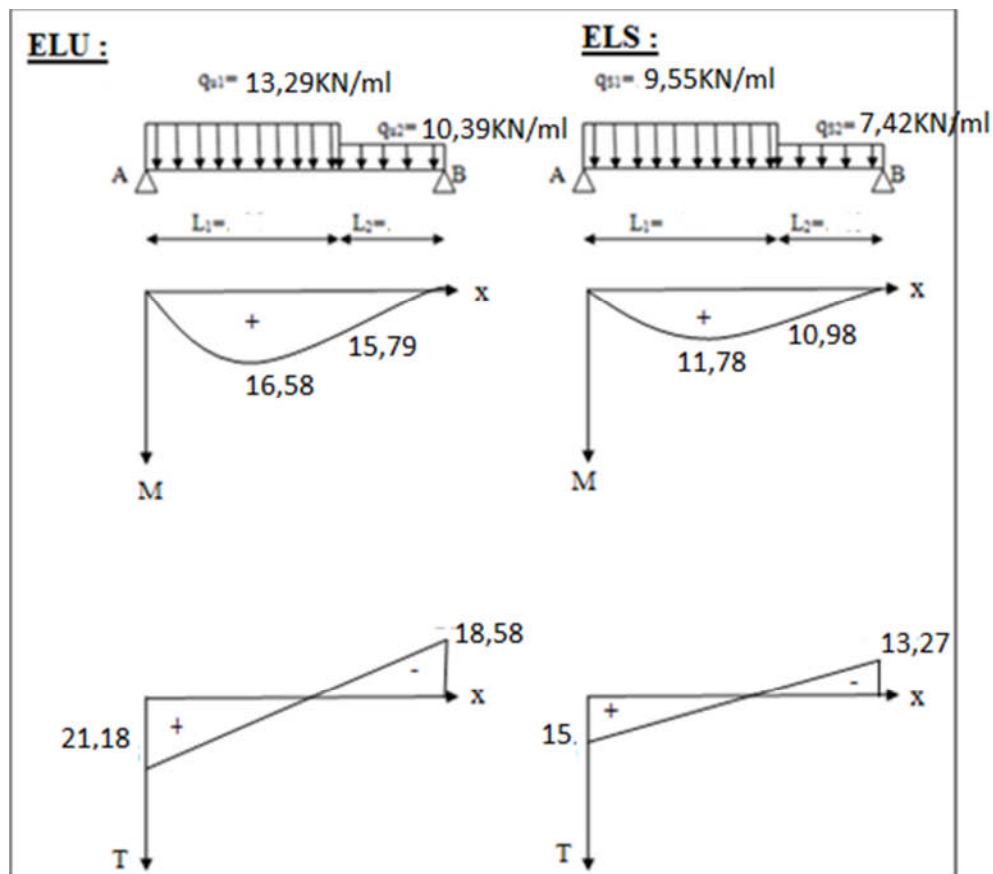 ELU :
qu1= 13,29KN/ml
qu2= 10,39KN/ml
A
B
L1=.
L2=.
x
+
15,79
16,58
M
18,58
-
x
+
21,18
T
ELS :
qS1= 9,55KN/ml
qS2= 7,42KN/ml
A
B
L1=
L2=.
x
+
10,98
11,78
M
13,27
-
x
+
15.
T